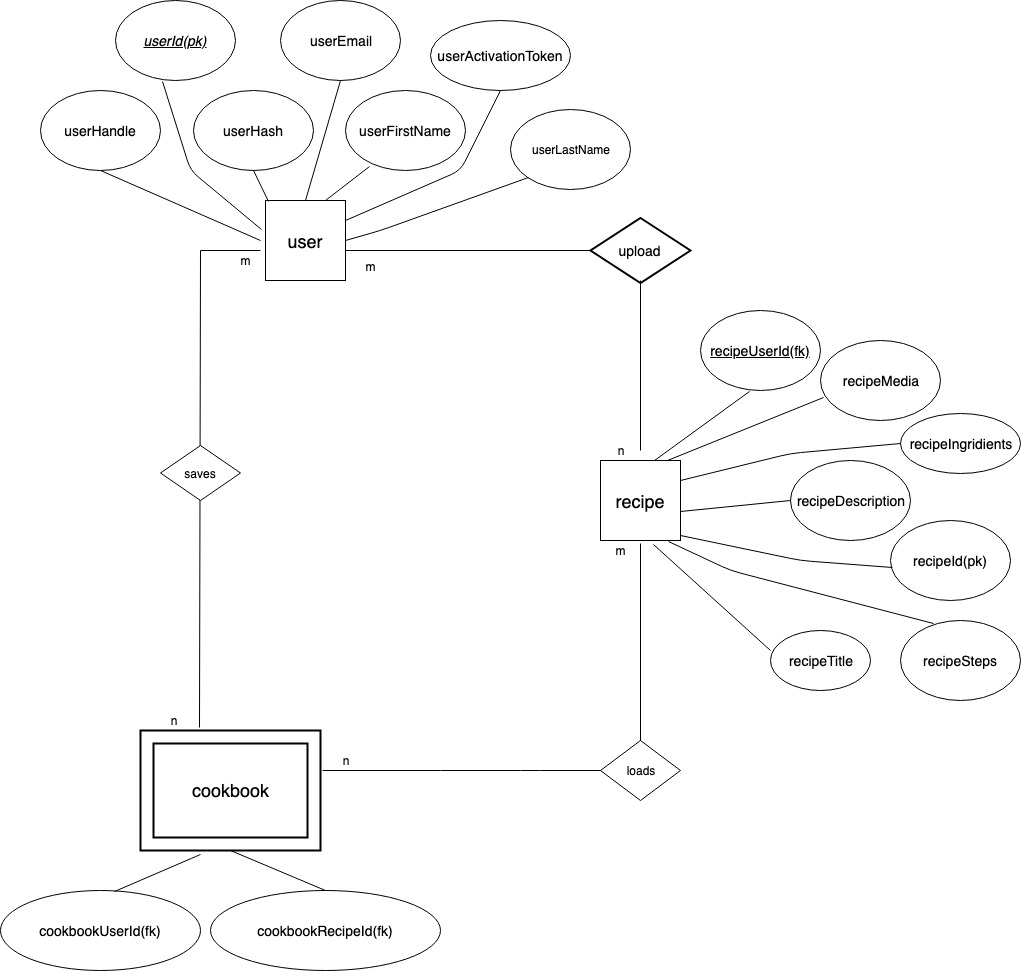 userId(pk)
userEmail
userActivationToken
userHandle
userHash
userFirstName
userLastName
user
upload
m
m
recipeUserId(fk)
recipeMedia
recipeIngridients
n
saves
recipe
recipeDescription
m
recipeId(pk)
recipeTitle
recipeSteps
n
n
loads
cookbook
cookbookUserId(fk)
cookbookRecipeId(fk)